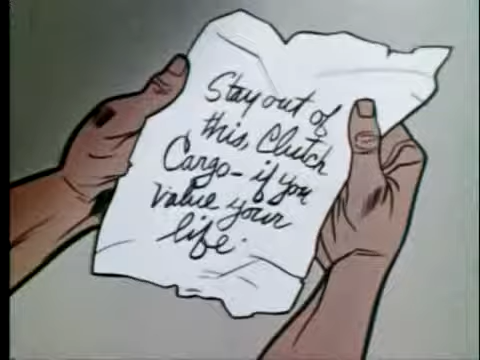 Stay out of
this, Clutch
Cargo- if you
value your
life.